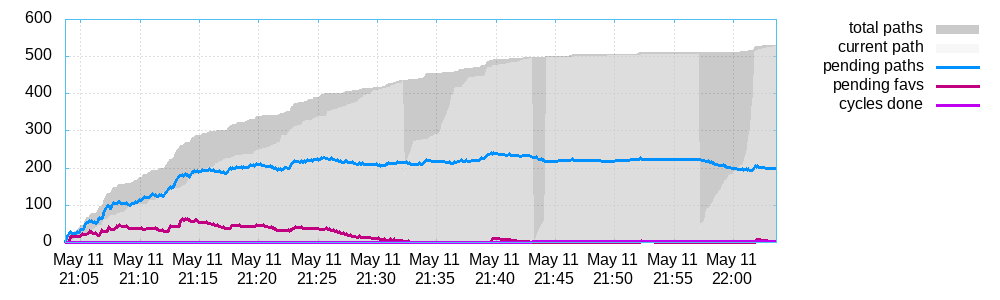 600
500
400
300
200
100
0
May 11 May 11 May 11 May 11 May 11 May 11 May 11 May 11 May 11 May 11 May 11 May 11
21:05 21:10 21:15 21:20 21:25 21:30 21:35 21:40 21:45 21:50 21:55 22:00
total paths
current path
pending paths
pending favs
cycles done